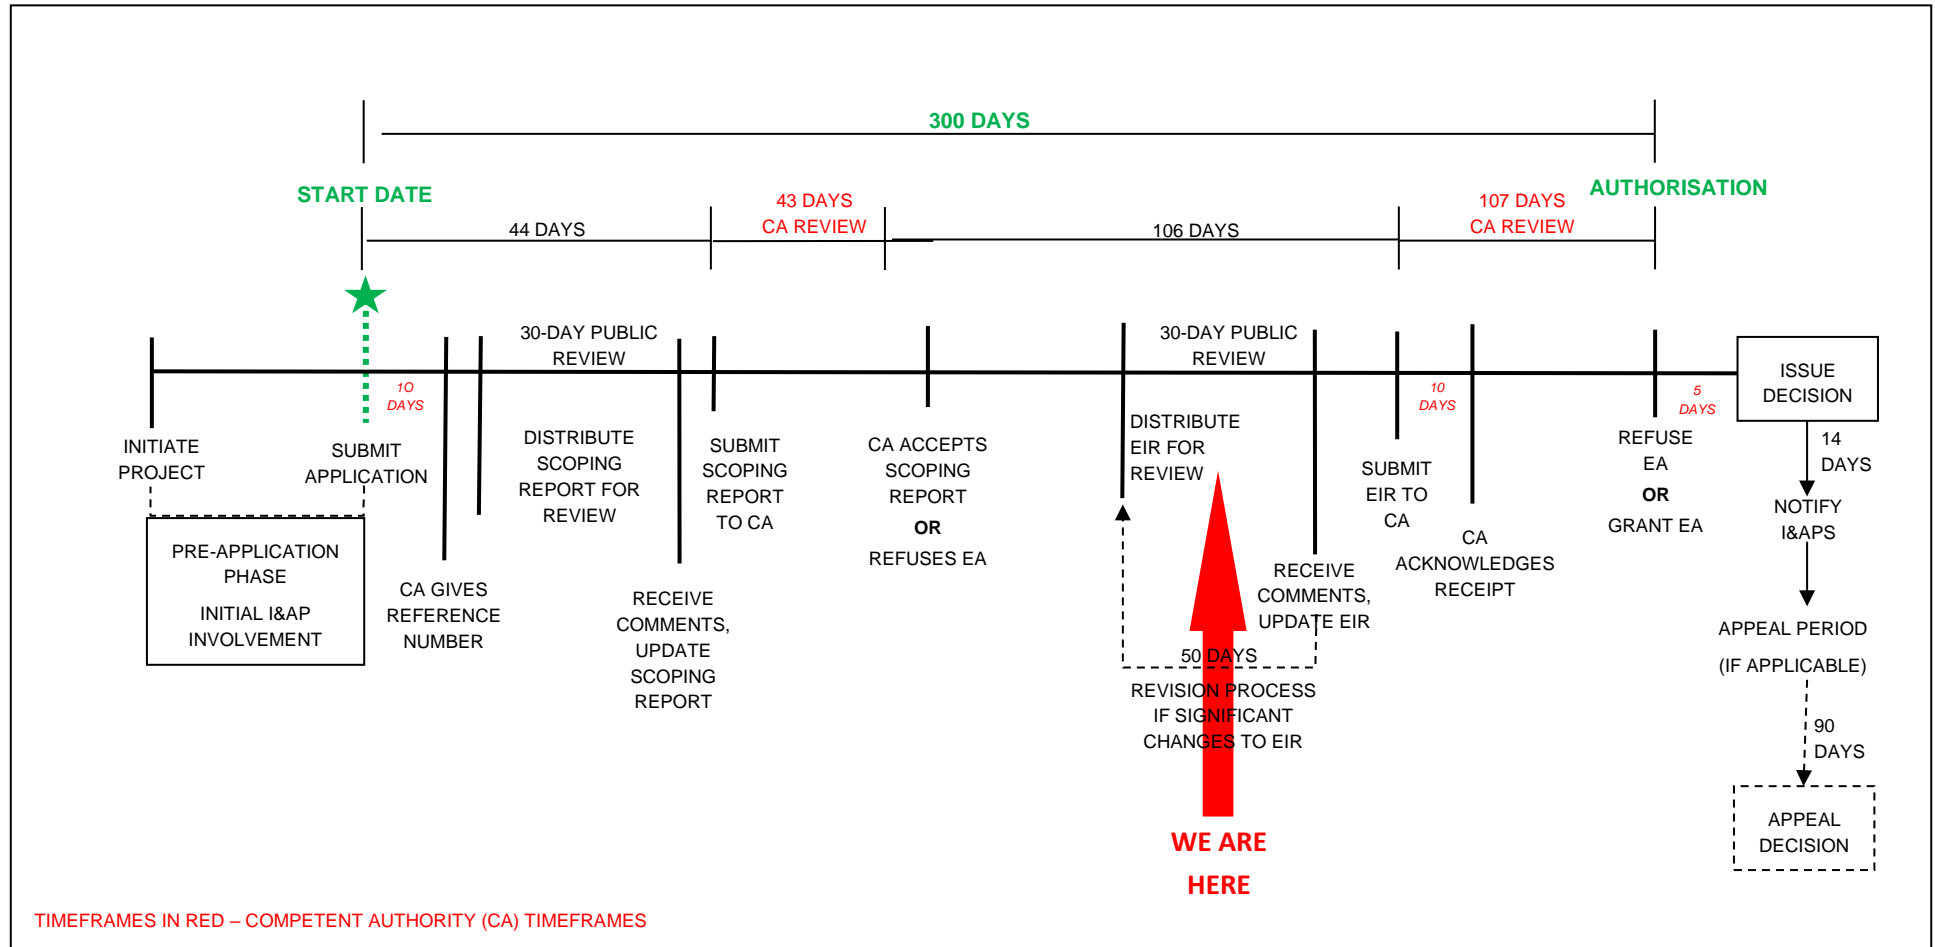 300 DAYS
START DATE
43 DAYS
CA REVIEW
107 DAYS
CA REVIEW
AUTHORISATION
44 DAYS
106 DAYS
30-DAY PUBLIC
REVIEW
30-DAY PUBLIC
REVIEW
1O
DAYS
10
DAYS
5
DAYS
ISSUE
DECISION
INITIATE
PROJECT
SUBMIT
APPLICATION
DISTRIBUTE
SCOPING
REPORT FOR
REVIEW
SUBMIT
SCOPING
REPORT
TO CA
CA ACCEPTS
SCOPING
REPORT
OR
REFUSES EA
DISTRIBUTE
EIR FOR
REVIEW
SUBMIT
EIR TO
CA
REFUSE
EA
OR
GRANT EA
14
DAYS
NOTIFY
I&APS
PRE-APPLICATION
PHASE
INITIAL I&AP
INVOLVEMENT
CA GIVES
REFERENCE
NUMBER
RECEIVE
COMMENTS,
UPDATE
SCOPING
REPORT
RECEIVE
COMMENTS,
UPDATE EIR
CA
ACKNOWLEDGES
RECEIPT
50 DAYS
REVISION PROCESS
IF SIGNIFICANT
CHANGES TO EIR
APPEAL PERIOD
(IF APPLICABLE)
90
DAYS
APPEAL
DECISION
WE ARE
HERE
TIMEFRAMES IN RED – COMPETENT AUTHORITY (CA) TIMEFRAMES